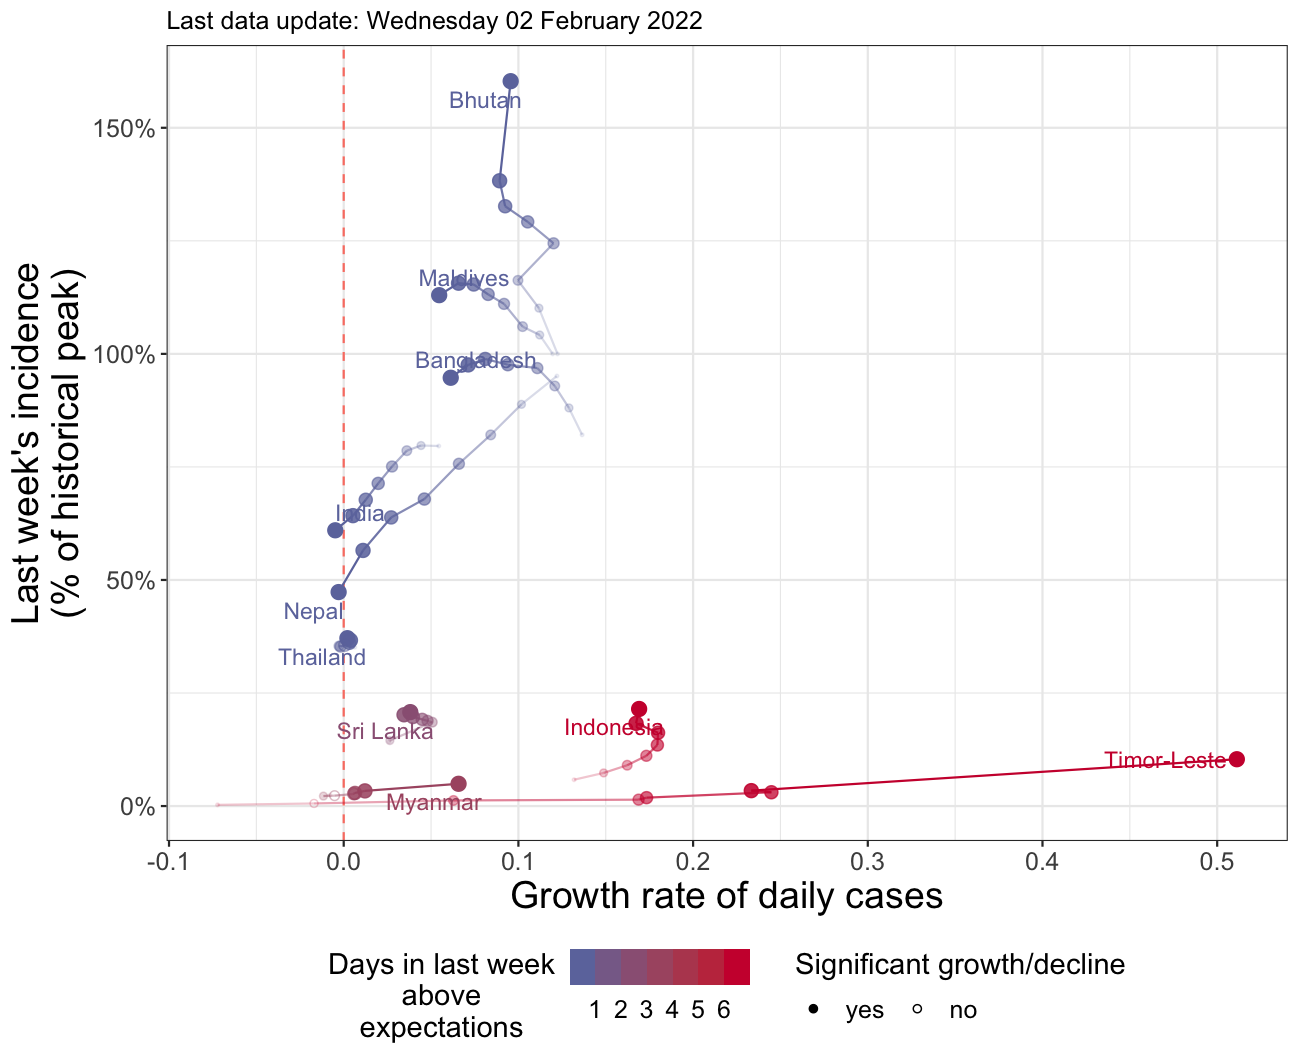 Last data update: Wednesday 02 February 2022
Last week's incidence
(% of historical peak)
150%
100%
50%
0%
Bhutan
Maldives
Bangladesh
India
Nepal
Thailand
Sri Lanka
Indonesia
Timor-Leste
Myanmar
-0.1 0.0 0.1 0.2 0.3 0.4 0.5
Growth rate of daily cases
Days in last week
above
expectations
1 2 3 4 5 6
Significant growth/decline
yes no